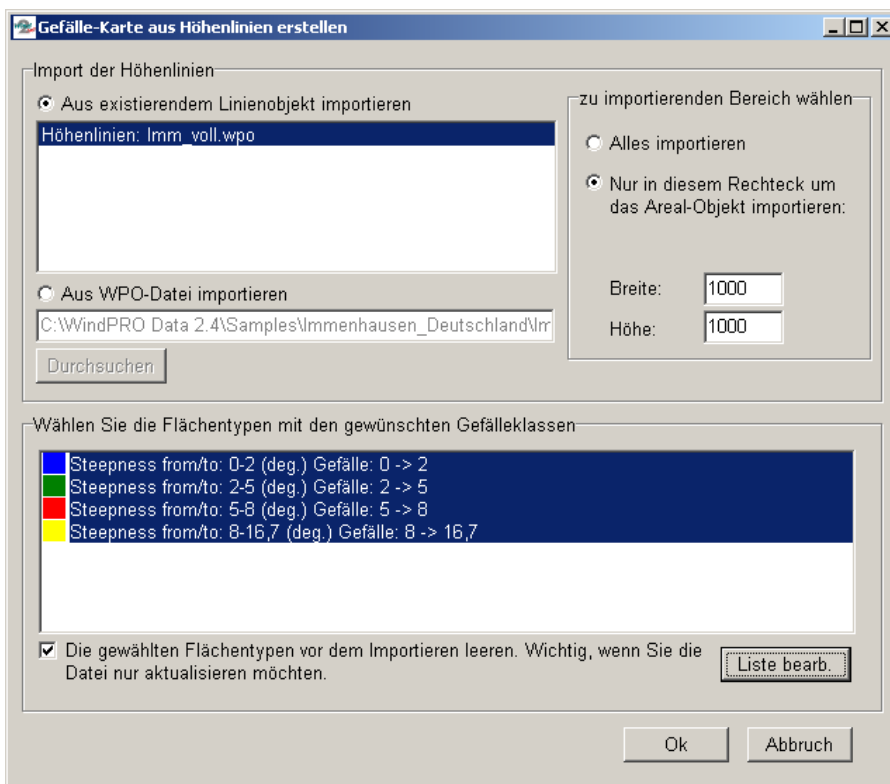 Gefälle-Karte aus Höhenlinien erstellen
Import der Höhenlinien
Aus existierendem Linienobjekt importieren
Höhenlinien: Imm_voll.wpo
Aus WPO-Datei importieren
C:\WindPRO Data 2.4\Samples\Immenhausen_Deutschland\Im
Durchsuchen
zu importierenden Bereich wählen
Alles importieren
Nur in diesem Rechteck um
das Areal-Objekt importieren:
Breite: 1000
Höhe: 1000
Wählen Sie die Flächentypen mit den gewünschten Gefälleklassen
Steepness from/to: 0-2 (deg.) Gefälle: 0 -> 2
Steepness from/to: 2-5 (deg.) Gefälle: 2 -> 5
Steepness from/to: 5-8 (deg.) Gefälle: 5 -> 8
Steepness from/to: 8-16,7 (deg.) Gefälle: 8 -> 16,7
Die gewählten Flächentypen vor dem Importieren leeren. Wichtig, wenn Sie die
Datei nur aktualisieren möchten.
Liste bearb.
Ok Abbruch